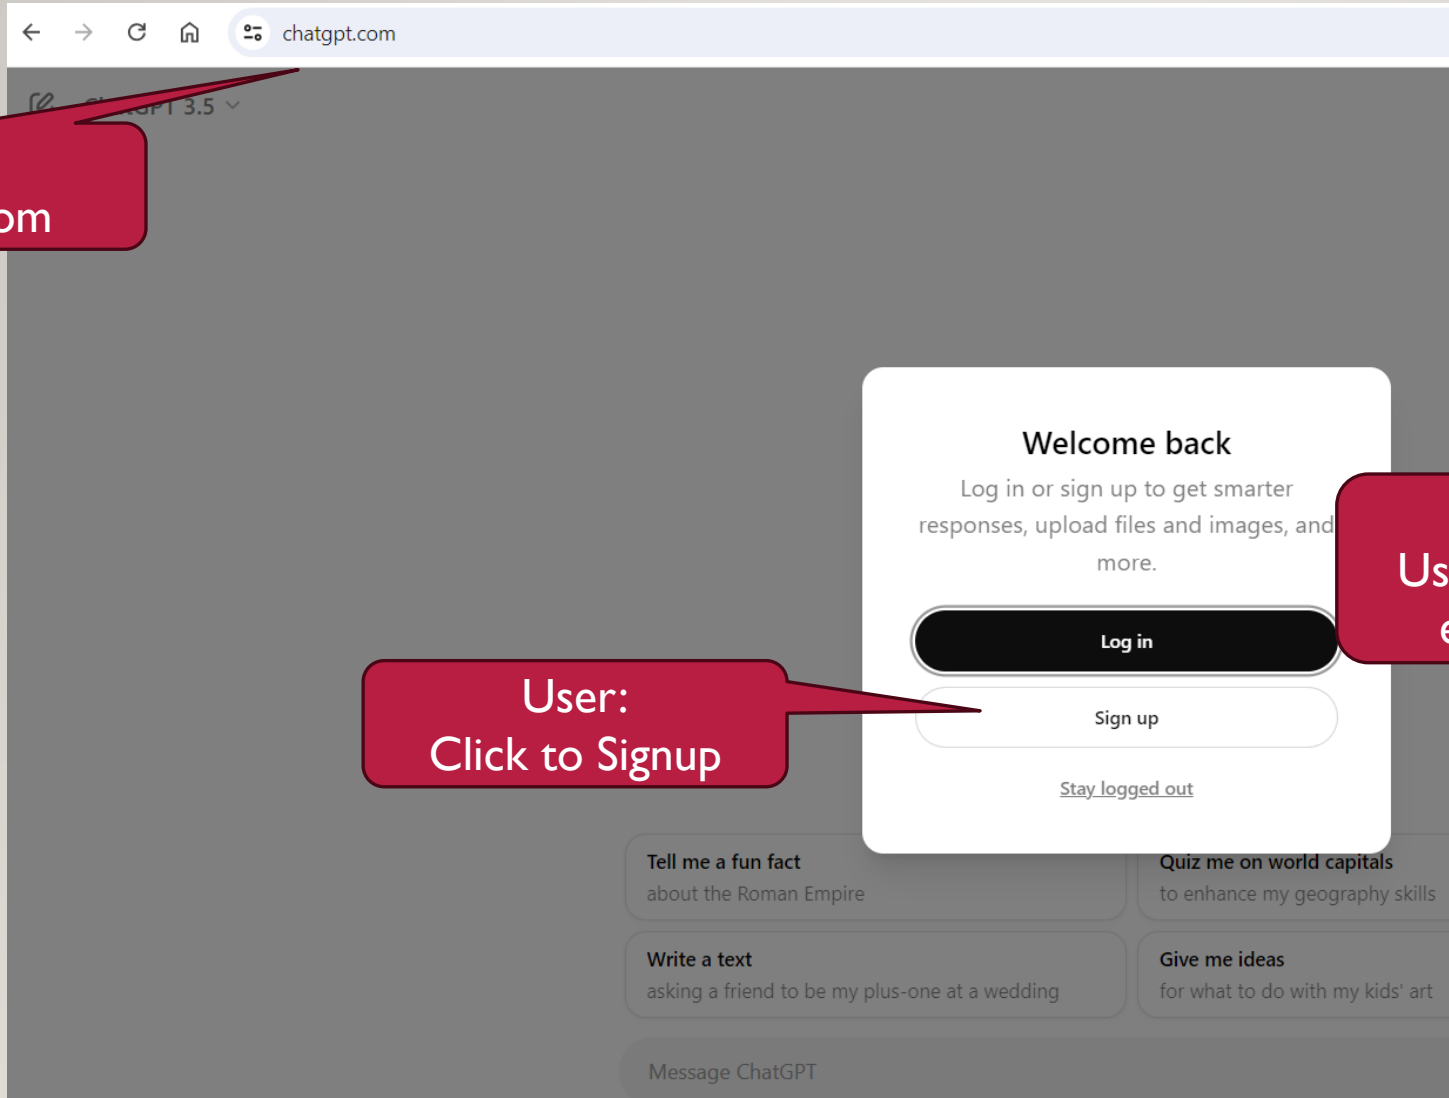 chatgpt.com
ChatGPT 3.5
om
Welcome back
Log in or sign up to get smarter
responses, upload files and images, and
more.
Us
e
Log in
User:
Click to Signup
Sign up
Stay logged out
Tell me a fun fact
about the Roman Empire
Quiz me on world capitals
to enhance my geography skills
Write a text
asking a friend to be my plus-one at a wedding
Give me ideas
for what to do with my kids' art
Message ChatGPT